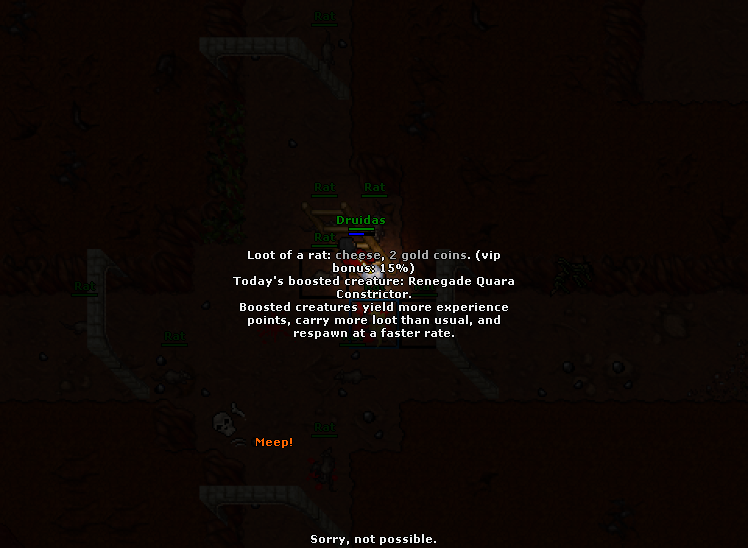 Rat
Rat Rat
Druidas
Rat
Loot of a rat: cheese, 2 gold coins. (vip
bonus: 15%)
Today's boosted creature: Renegade Quara
Constrictor.
Boosted creatures yield more experience
points, carry more loot than usual, and
respawn at a faster rate.
Rat
Rat
Rat
Meep!
Sorry, not possible.